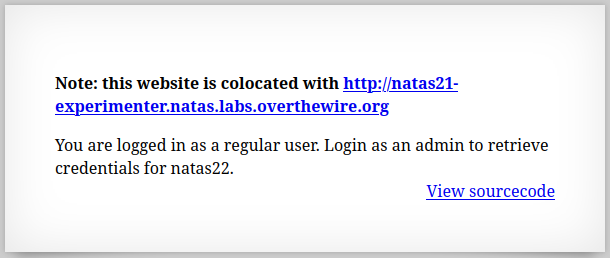 Note: this website is colocated with http://natas21-
experimenter.natas.labs.overthewire.org
You are logged in as a regular user. Login as an admin to retrieve
credentials for natas22.
View sourcecode